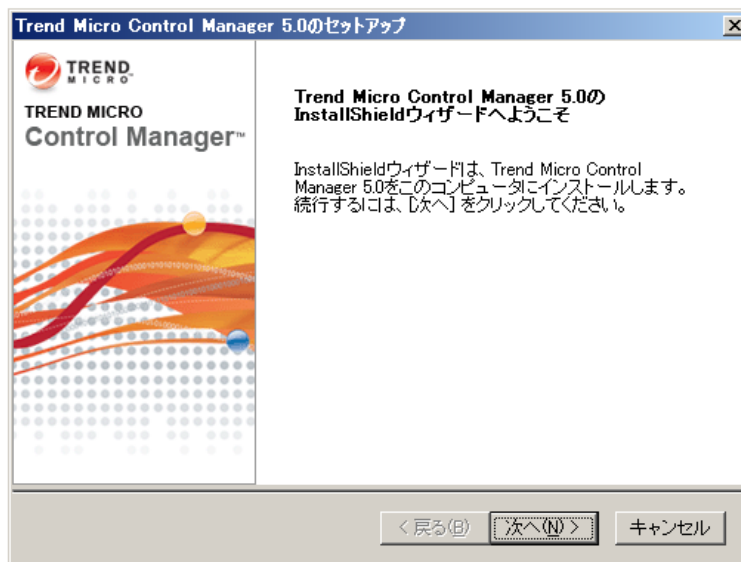 Trend Micro Control Manager 5.0のセットアップ
TREND
MICRO
TREND MICRO
Control Manager™
Trend Micro Control Manager 5.0の
InstallShieldウィザードへようこそ
InstallShieldウィザードは、Trend Micro Control
Manager 5.0をこのコンピュータにインストールします。
続行するには、[次へ] をクリックしてください。
< 戻る(B)
次へ(N) >
キャンセル